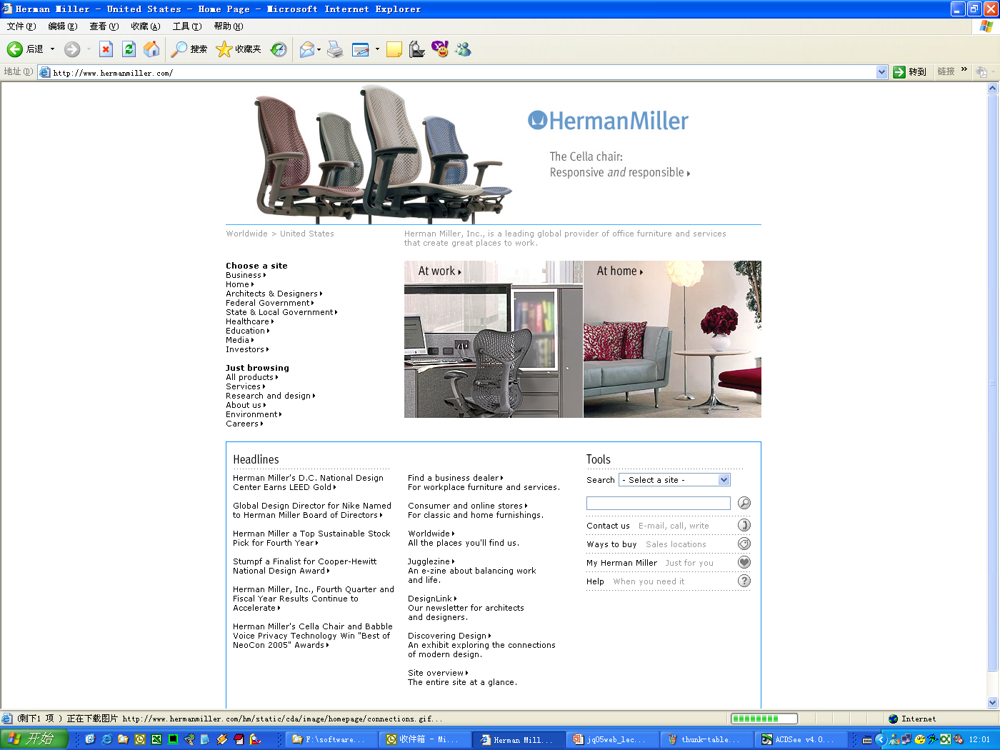 Herman Miller - United States - Home Page - Microsoft Internet Explorer
文件(F) 编辑(E) 查看(V) 收藏(A) 工具(T) 帮助(H)
后退 搜索 收藏夹
地址(D) http://www.hermanmiller.com/ 转到 链接 »
HermanMiller
The Cella chair:
Responsive and responsible
Worldwide > United States
Herman Miller, Inc., is a leading global provider of office furniture and services
that create great places to work.
Choose a site
Business
Home
Architects & Designers
Federal Government
State & Local Government
Healthcare
Education
Media
Investors
Just browsing
All products
Services
Research and design
About us
Environment
Careers
At work
At home
Headlines
Herman Miller's D.C. National Design
Center Earns LEED Gold
Global Design Director for Nike Named
to Herman Miller Board of Directors
Herman Miller a Top Sustainable Stock
Pick for Fourth Year
Stumpf a Finalist for Cooper-Hewitt
National Design Award
Herman Miller, Inc., Fourth Quarter and
Fiscal Year Results Continue to
Accelerate
Herman Miller's Cella Chair and Babble
Voice Privacy Technology Win "Best of
NeoCon 2005" Awards
Find a business dealer
For workplace furniture and services.
Consumer and online stores
For classic and home furnishings.
Worldwide
All the places you'll find us.
Jugglezine
An e-zine about balancing work
and life.
DesignLink
Our newsletter for architects
and designers.
Discovering Design
An exhibit exploring the connections
of modern design.
Site overview
The entire site at a glance.
Tools
Search - Select a site -
Contact us E-mail, call, write
Ways to buy Sales locations
My Herman Miller Just for you
Help When you need it
(剩下1 项 ) 正在下载图片 http://www.hermanmiller.com/hm/static/cda/image/homepage/connections.gif... Internet
开始 F:\software... 收件箱 - Mi... Herman Mill... jq05web_lec... thunk-table... ACDSee v4.0... 12:01